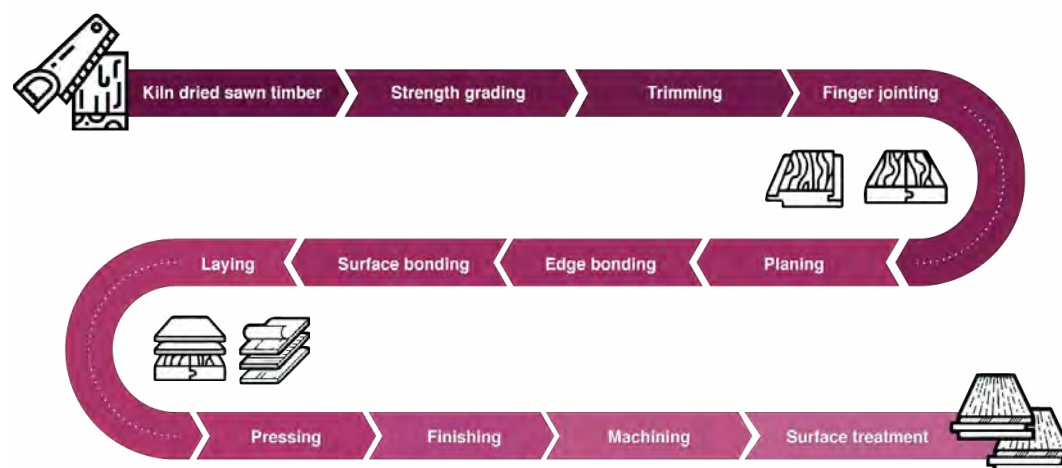 Kiln dried sawn timber
Strength grading
Trimming
Finger jointing
Planing
Edge bonding
Surface bonding
Laying
Pressing
Finishing
Machining
Surface treatment